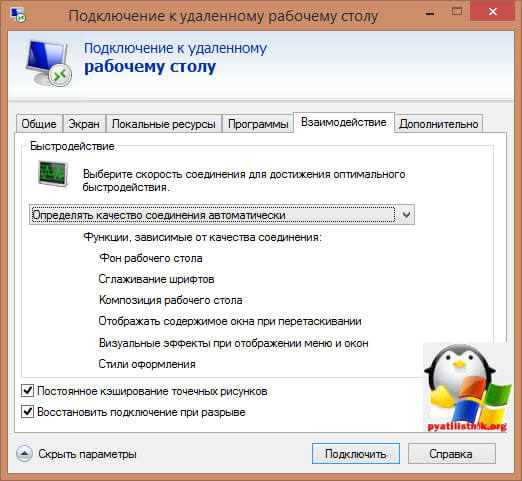 Подключение к удаленному рабочему столу
Подключение к удаленному
рабочему столу
Общие Экран Локальные ресурсы Программы Взаимодействие Дополнительно
Быстродействие
Выберите скорость соединения для достижения оптимального
быстродействия.
Определять качество соединения автоматически
Функции, зависимые от качества соединения:
Фон рабочего стола
Сглаживание шрифтов
Композиция рабочего стола
Отображать содержимое окна при перетаскивании
Визуальные эффекты при отображении меню и окон
Стили оформления
Постоянное кэширование точечных рисунков
Восстановить подключение при разрыве
pyatilistnik.org
Скрыть параметры Подключить Справка